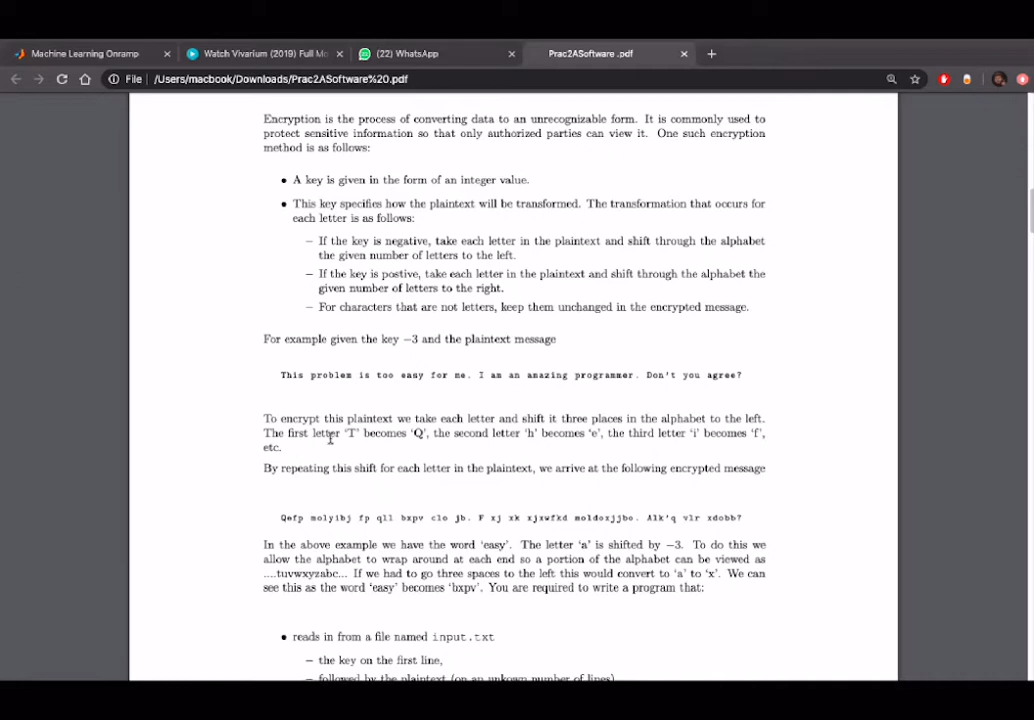 Machine Learning Onramp
Watch Vivarium (2019) Full Mo
(22) WhatsApp
Prac2ASoftware .pdf
File /Users/macbook/Downloads/Prac2ASoftware%20.pdf
Encryption is the process of converting data to an unrecognizable form. It is commonly used to
protect sensitive information so that only authorized parties can view it. One such encryption
method is as follows:
• A key is given in the form of an integer value.
• This key specifies how the plaintext will be transformed. The transformation that occurs for
each letter is as follows:
– If the key is negative, take each letter in the plaintext and shift through the alphabet
the given number of letters to the left.
– If the key is postive, take each letter in the plaintext and shift through the alphabet the
given number of letters to the right.
– For characters that are not letters, keep them unchanged in the encrypted message.
For example given the key −3 and the plaintext message
This problem is too easy for me. I am an amazing programmer. Don't you agree?
To encrypt this plaintext we take each letter and shift it three places in the alphabet to the left.
The first letter 'T' becomes 'Q', the second letter 'h' becomes 'e', the third letter 'i' becomes 'f',
etc.
By repeating this shift for each letter in the plaintext, we arrive at the following encrypted message
Qefp molyibj fp qll bxpv clo jb. F xj xk xjxwfkd moldoxjjbo. Alk'q vlr xdobb?
In the above example we have the word 'easy'. The letter 'a' is shifted by −3. To do this we
allow the alphabet to wrap around at each end so a portion of the alphabet can be viewed as
....tuvwxyzabc... If we had to go three spaces to the left this would convert to 'a' to 'x'. We can
see this as the word 'easy' becomes 'bxpv'. You are required to write a program that:
• reads in from a file named input.txt
– the key on the first line,
– followed by the plaintext (on an unkown number of lines)